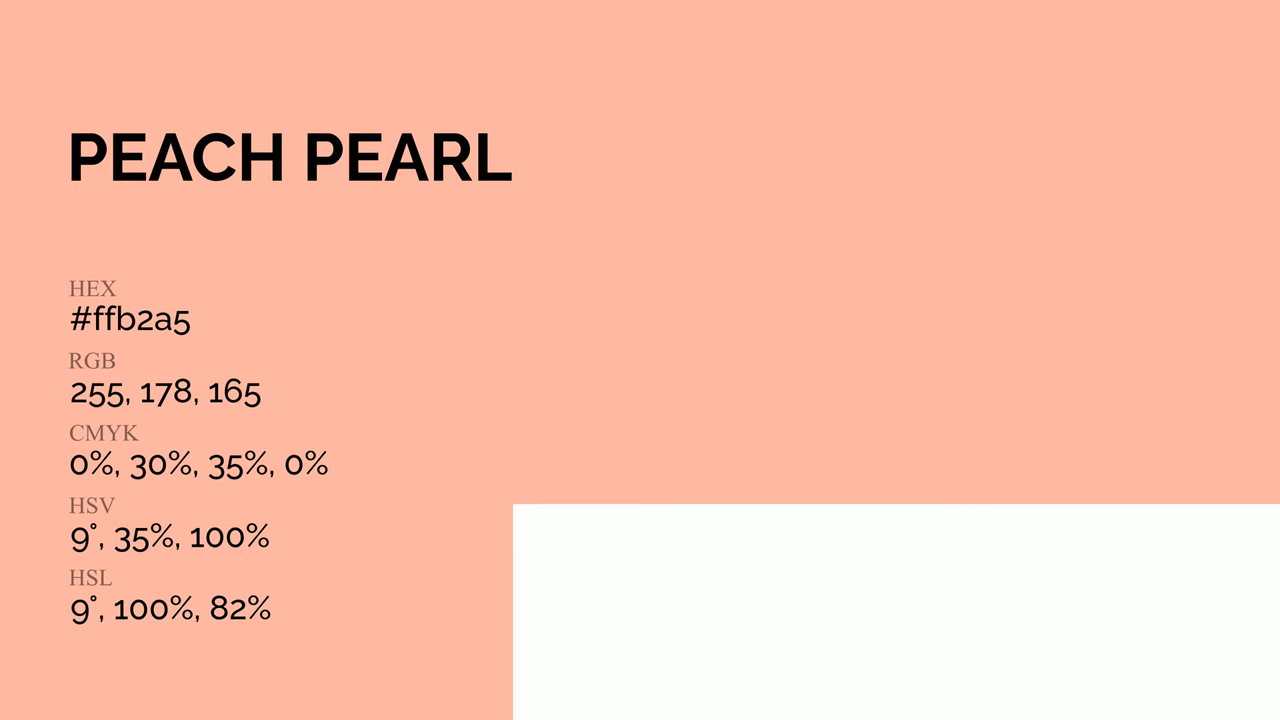 PEACH PEARL
HEX
#ffb2a5
RGB
255, 178, 165
CMYK
0%, 30%, 35%, 0%
HSV
9°, 35%, 100%
HSL
9°, 100%, 82%